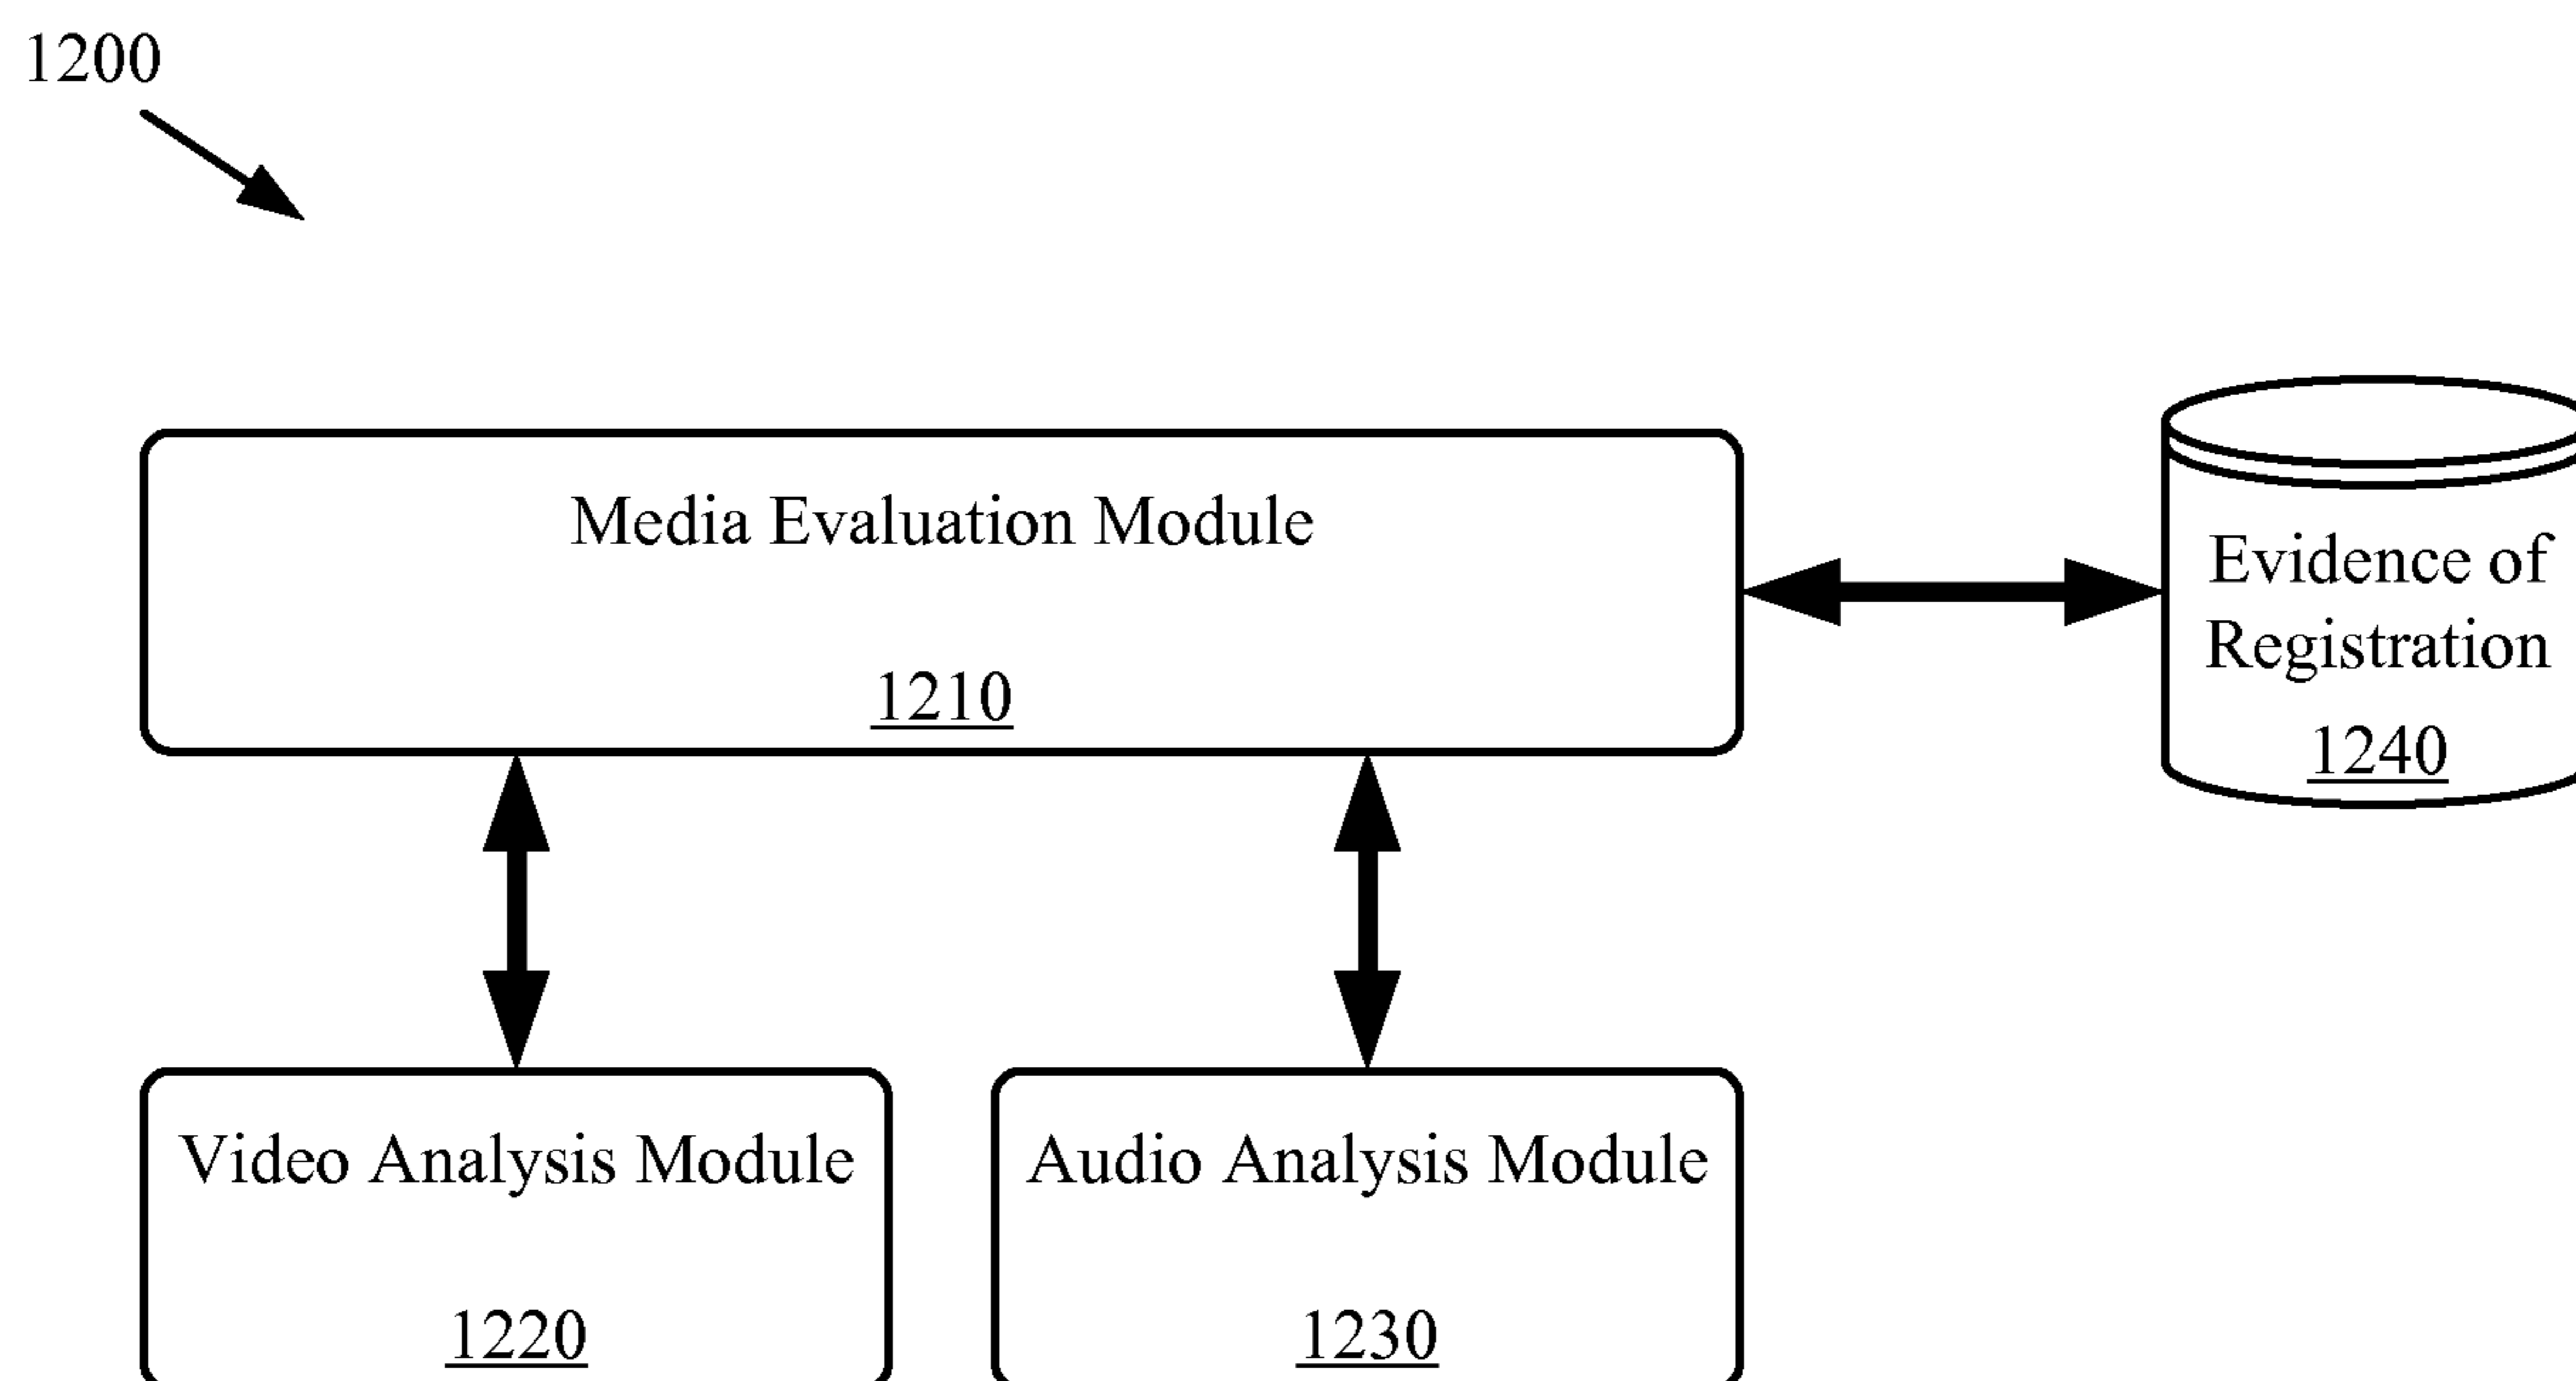 1200
Media Evaluation Module
1210
Evidence of
Registration
1240
Video Analysis Module
1220
Audio Analysis Module
1230